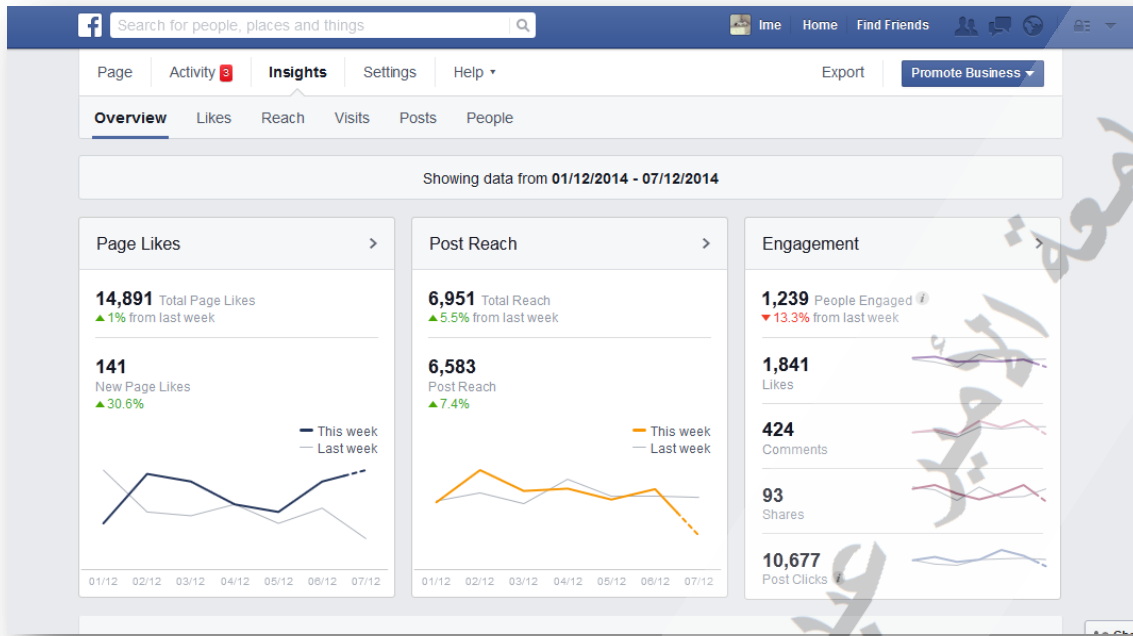 f Search for people, places and things Ime Home Find Friends
Page Activity 3 Insights Settings Help Export Promote Business
Overview Likes Reach Visits Posts People
Showing data from 01/12/2014 - 07/12/2014
Page Likes
14,891 Total Page Likes
1% from last week
141
New Page Likes
30.6%
This week
Last week
01/12 02/12 03/12 04/12 05/12 06/12 07/12
Post Reach
6,951 Total Reach
5.5% from last week
6,583
Post Reach
7.4%
This week
Last week
01/12 02/12 03/12 04/12 05/12 06/12 07/12
Engagement
1,239 People Engaged i
13.3% from last week
1,841
Likes
424
Comments
93
Shares
10,677
Post Clicks i
الأمير